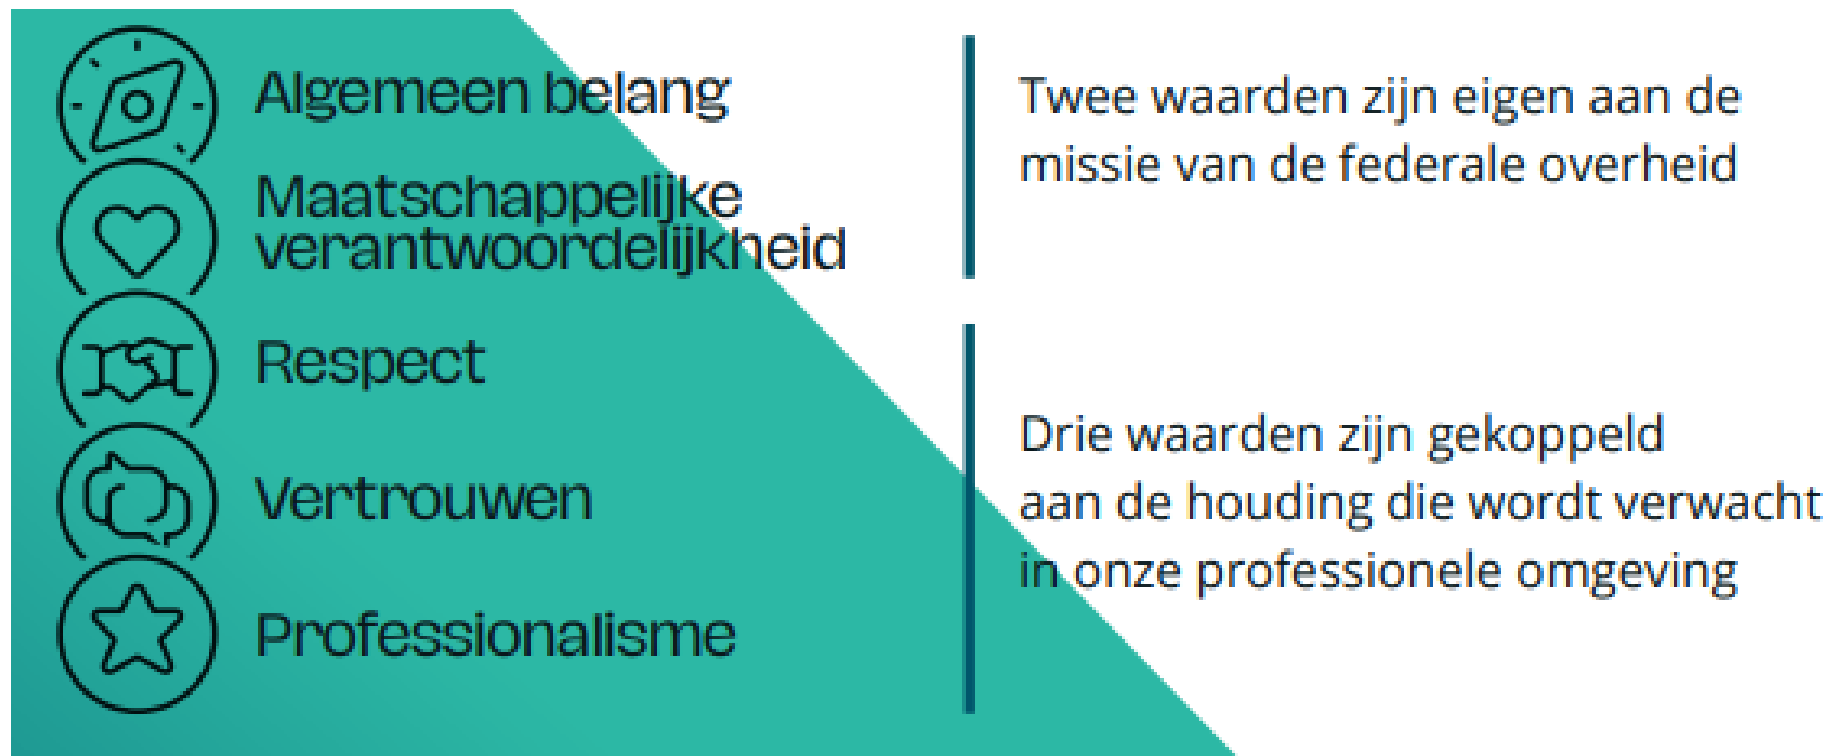 Algemeen belang
Maatschappelijke
verantwoordelijkheid
Respect
Vertrouwen
Professionalisme
Twee waarden zijn eigen aan de
missie van de federale overheid
Drie waarden zijn gekoppeld
aan de houding die wordt verwacht
in onze professionele omgeving